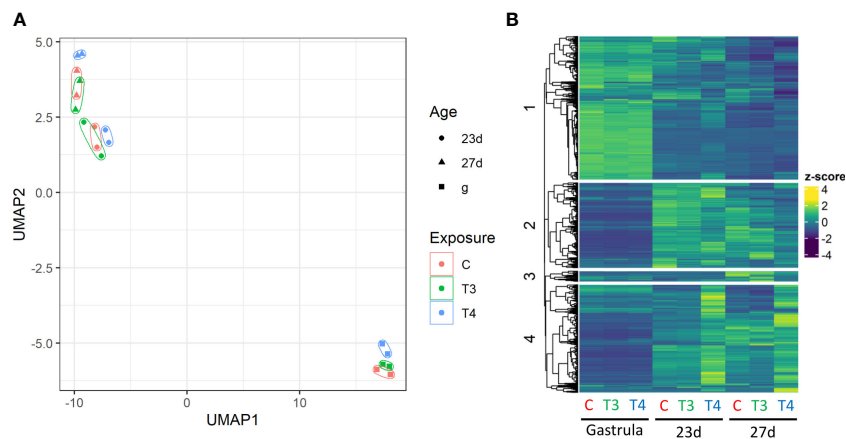 A
B
5.0
2.5
0.0
-2.5
-5.0
UMAP2
-10
0
10
UMAP1
Age
23d
27d
g
Exposure
C
T3
T4
1
2
3
4
z-score
4
2
0
-2
-4
C T3 T4 C T3 T4 C T3 T4
Gastrula 23d 27d